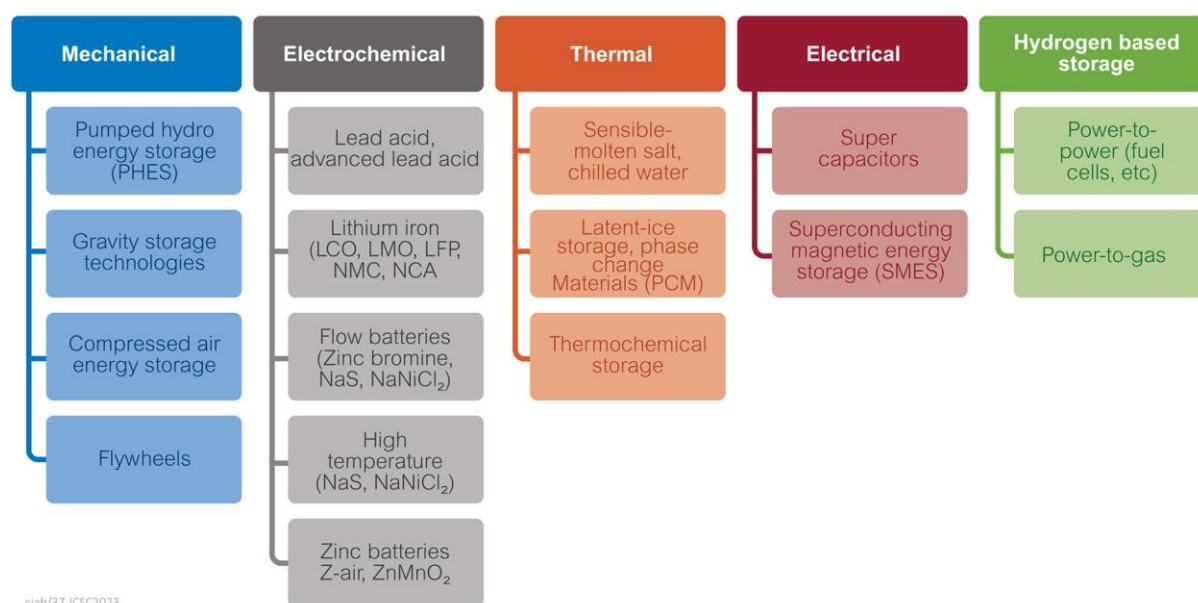 Mechanical
Pumped hydro
energy storage
(PHES)
Gravity storage
technologies
Compressed air
energy storage
Flywheels
Electrochemical
Lead acid,
advanced lead acid
Lithium iron
(LCO, LMO, LFP,
NMC, NCA
Flow batteries
(Zinc bromine,
NaS, NaNiCl₂)
High
temperature
(NaS, NaNiCl₂)
Zinc batteries
Z-air, ZnMnO₂
Thermal
Sensible-
molten salt,
chilled water
Latent-ice
storage, phase
change
Materials (PCM)
Thermochemical
storage
Electrical
Super
capacitors
Superconducting
magnetic energy
storage (SMES)
Hydrogen based
storage
Power-to-
power (fuel
cells, etc)
Power-to-gas